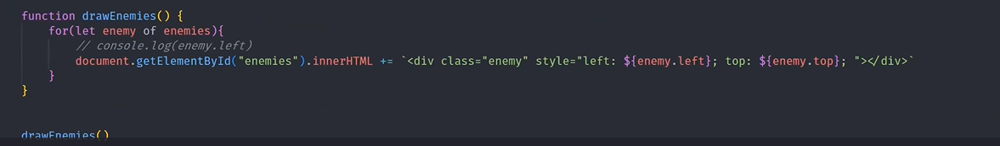 function drawEnemies() {
    for(let enemy of enemies){
        // console.log(enemy.left)
        document.getElementById("enemies").innerHTML += `<div class="enemy" style="left: ${enemy.left}; top: ${enemy.top}; "></div>`
    }
}
drawEnemies()